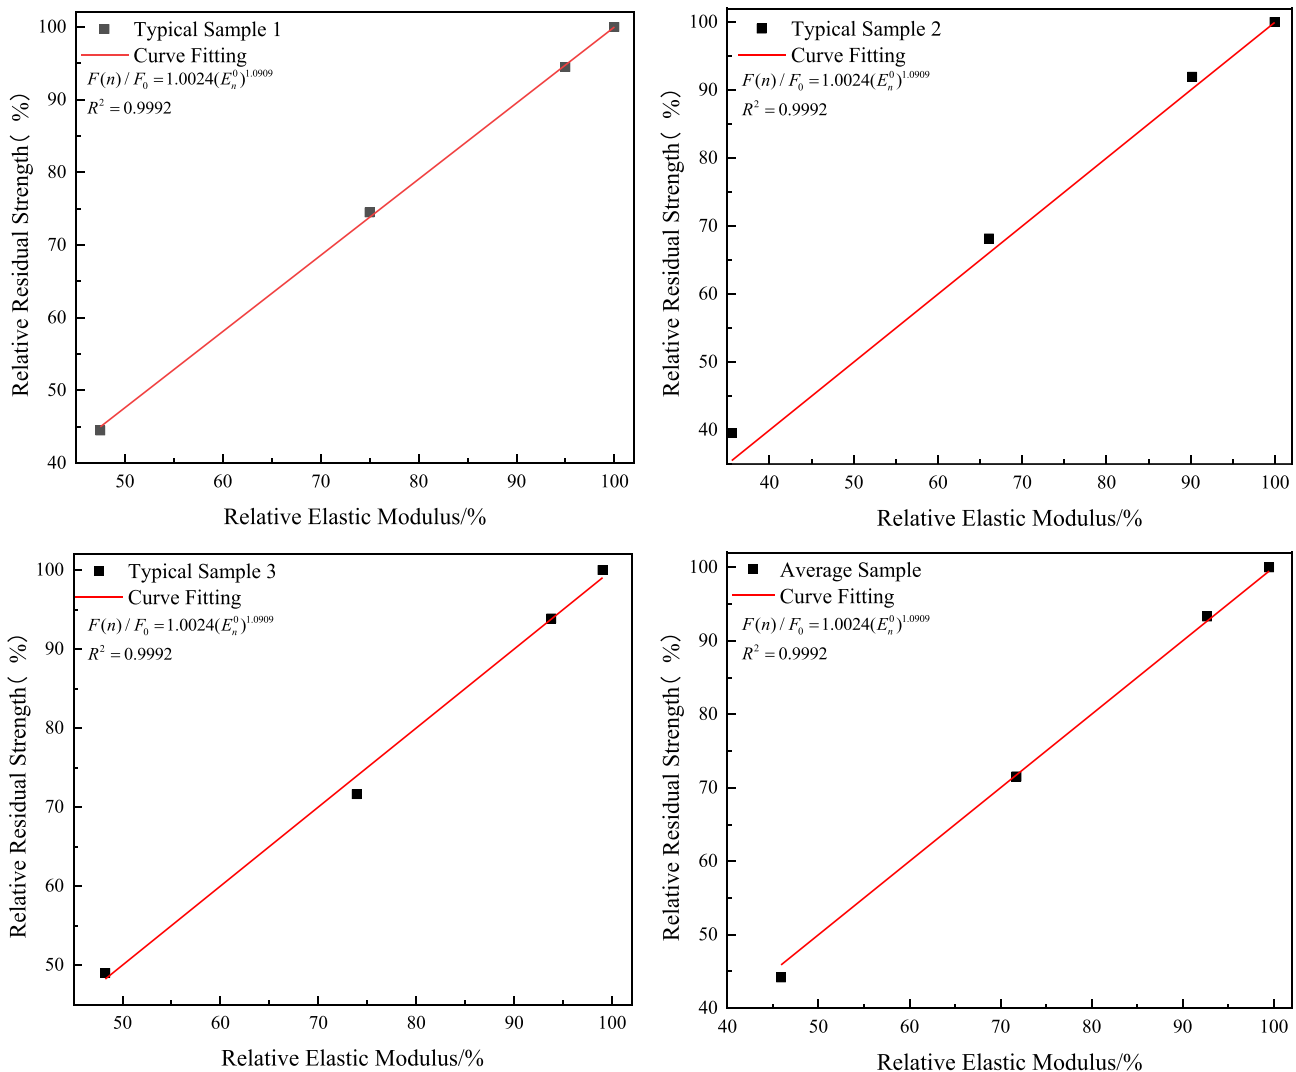 Typical Sample 1
Curve Fitting
F(n) / F₀ = 1.0024(Eₙ⁰)¹·⁰⁹⁰⁹
R² = 0.9992
Relative Residual Strength( %)
100
90
80
70
60
50
40
50
60
70
80
90
100
Relative Elastic Modulus/%
Typical Sample 2
Curve Fitting
F(n) / F₀ = 1.0024(Eₙ⁰)¹·⁰⁹⁰⁹
R² = 0.9992
Relative Residual Strength( %)
100
90
80
70
60
50
40
40
50
60
70
80
90
100
Relative Elastic Modulus/%
Typical Sample 3
Curve Fitting
F(n) / F₀ = 1.0024(Eₙ⁰)¹·⁰⁹⁰⁹
R² = 0.9992
Relative Residual Strength( %)
100
90
80
70
60
50
50
60
70
80
90
100
Relative Elastic Modulus/%
Average Sample
Curve Fitting
F(n) / F₀ = 1.0024(Eₙ⁰)¹·⁰⁹⁰⁹
R² = 0.9992
Relative Residual Strength( %)
100
90
80
70
60
50
40
40
50
60
70
80
90
100
Relative Elastic Modulus/%